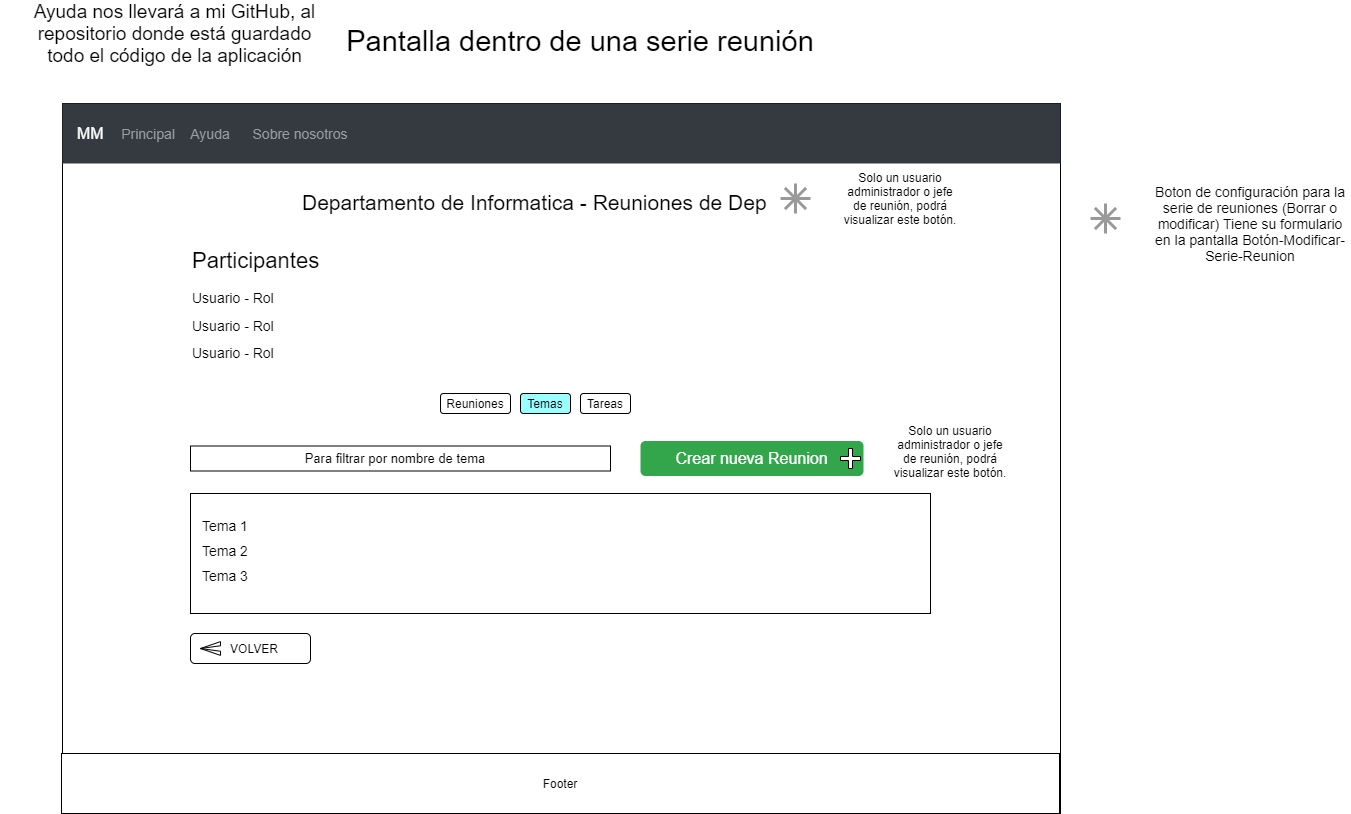 Ayuda nos llevará a mi GitHub, al
repositorio donde está guardado
todo el código de la aplicación
Pantalla dentro de una serie reunión
MM Principal Ayuda Sobre nosotros
Departamento de Informatica - Reuniones de Dep
Solo un usuario
administrador o jefe
de reunión, podrá
visualizar este botón.
Boton de configuración para la
serie de reuniones (Borrar o
modificar) Tiene su formulario
en la pantalla Botón-Modificar-
Serie-Reunion
Participantes
Usuario - Rol
Usuario - Rol
Usuario - Rol
Reuniones Temas Tareas
Para filtrar por nombre de tema
Crear nueva Reunion
Solo un usuario
administrador o jefe
de reunión, podrá
visualizar este botón.
Tema 1
Tema 2
Tema 3
VOLVER
Footer